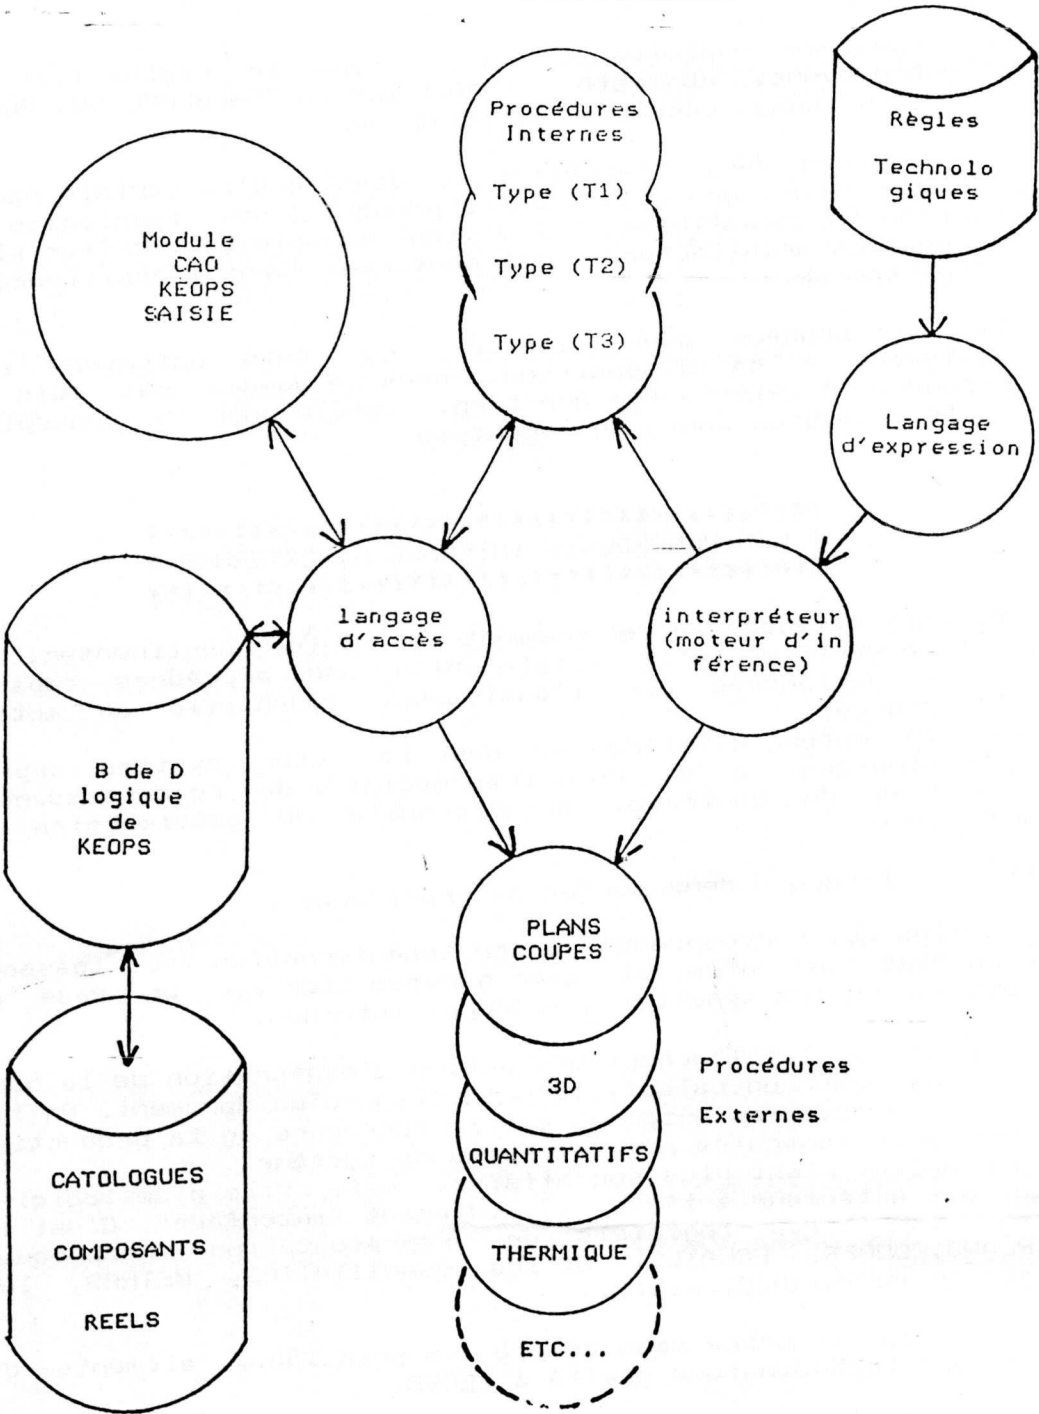 Procédures
Internes
Type (T1)
Type (T2)
Type (T3)
Règles
Technolo
giques
Module
CAO
KEOPS
SAISIE
Langage
d'expression
langage
d'accès
interpréteur
(moteur d'in
férence)
B de D
logique
de
KEOPS
PLANS
COUPES
3D
QUANTITATIFS
THERMIQUE
ETC...
Procédures
Externes
CATOLOGUES
COMPOSANTS
REELS